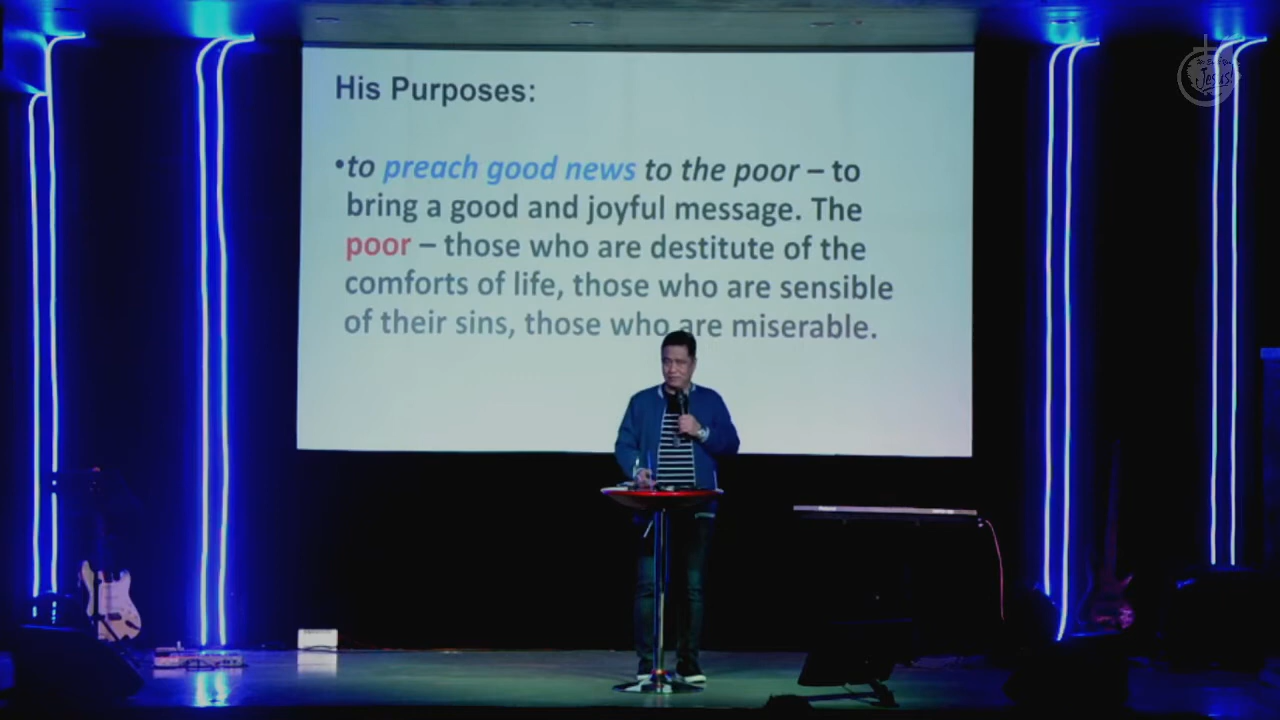 His Purposes:
•to preach good news to the poor – to
bring a good and joyful message. The
poor – those who are destitute of the
comforts of life, those who are sensible
of their sins, those who are miserable.
Jesus!